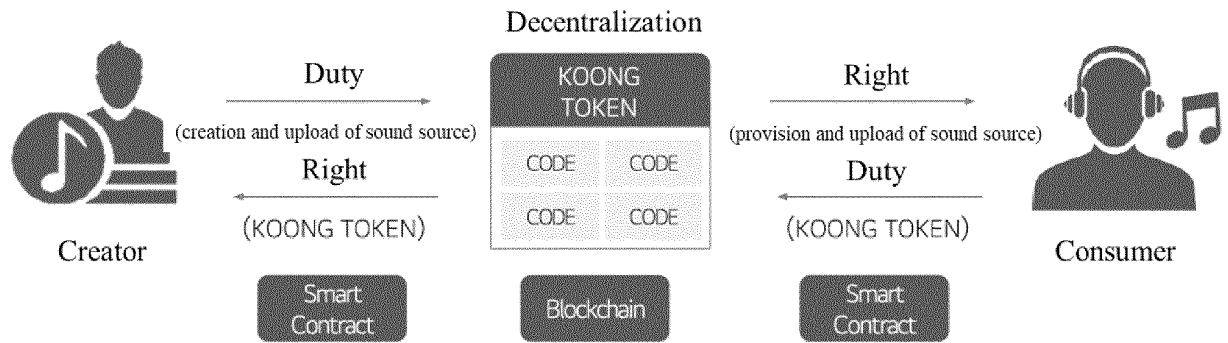 Decentralization
Duty
(creation and upload of sound source)
Right
(KOONG TOKEN)
Creator
KOONG
TOKEN
CODE CODE
CODE CODE
Right
(provision and upload of sound source)
Duty
(KOONG TOKEN)
Consumer
Smart
Contract
Blockchain
Smart
Contract